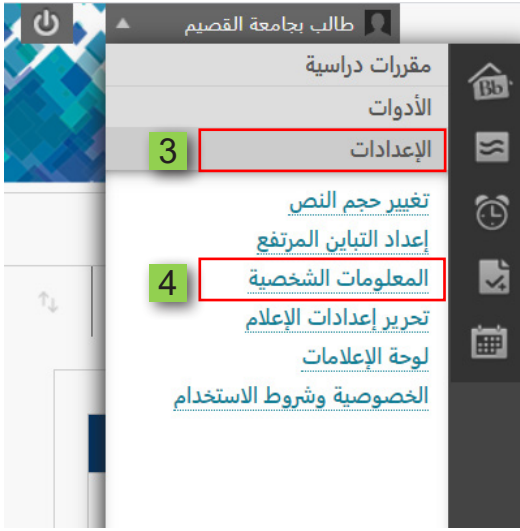 طالب بجامعة القصيم
مقررات دراسية
Bb
الأدوات
3 الإعدادات
تغيير حجم النص
إعداد التباين المرتفع
4 المعلومات الشخصية
تحرير إعدادات الإعلام
لوحة الإعلامات
الخصوصية وشروط الاستخدام